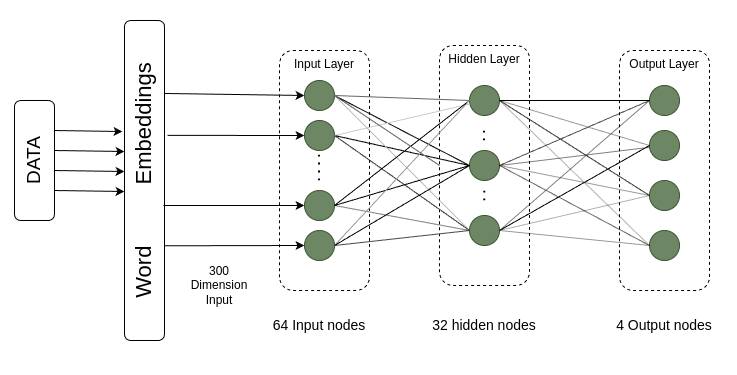 DATA
Word Embeddings
300
Dimension
Input
Input Layer
64 Input nodes
Hidden Layer
32 hidden nodes
Output Layer
4 Output nodes